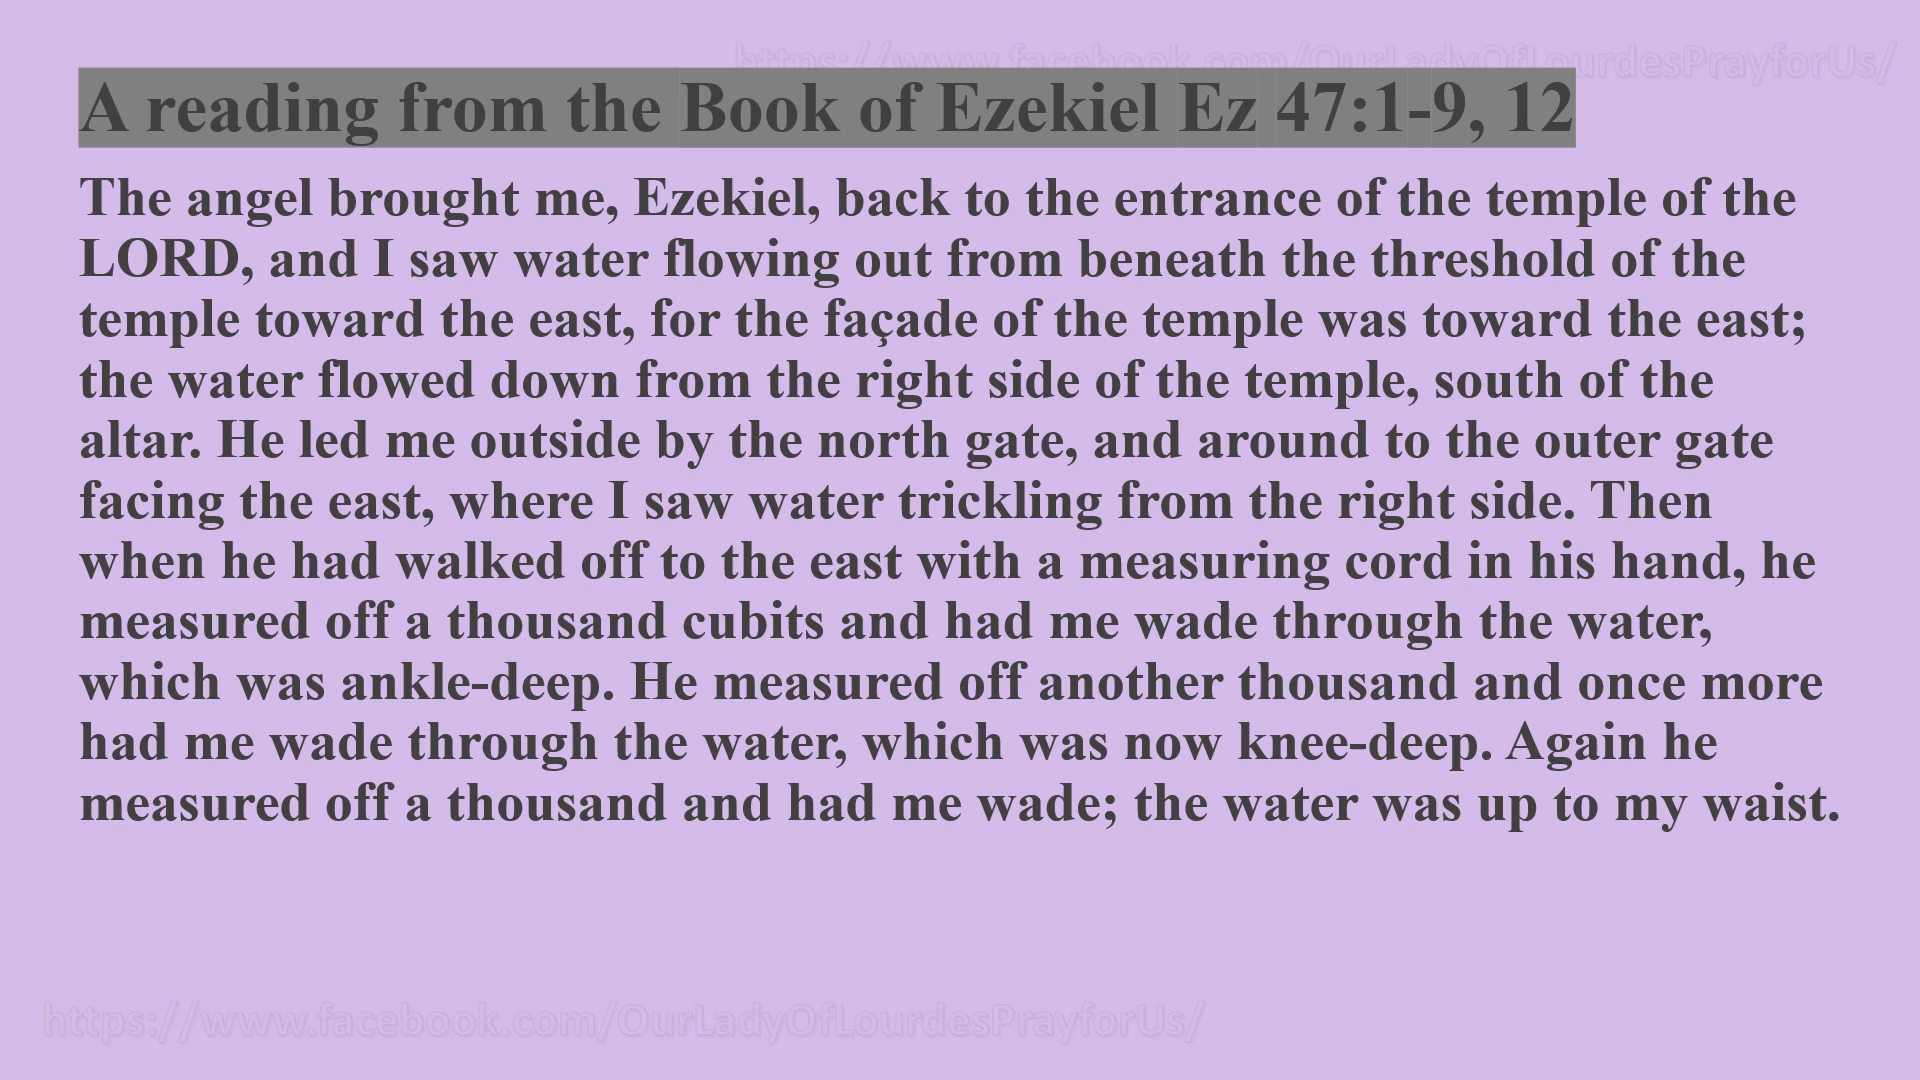 https://www.facebook.com/OurLadyOfLourdesPrayforUs/
A reading from the Book of Ezekiel Ez 47:1-9, 12
The angel brought me, Ezekiel, back to the entrance of the temple of the
LORD, and I saw water flowing out from beneath the threshold of the
temple toward the east, for the façade of the temple was toward the east;
the water flowed down from the right side of the temple, south of the
altar. He led me outside by the north gate, and around to the outer gate
facing the east, where I saw water trickling from the right side. Then
when he had walked off to the east with a measuring cord in his hand, he
measured off a thousand cubits and had me wade through the water,
which was ankle-deep. He measured off another thousand and once more
had me wade through the water, which was now knee-deep. Again he
measured off a thousand and had me wade; the water was up to my waist.
https://www.facebook.com/OurLadyOfLourdesPrayforUs/